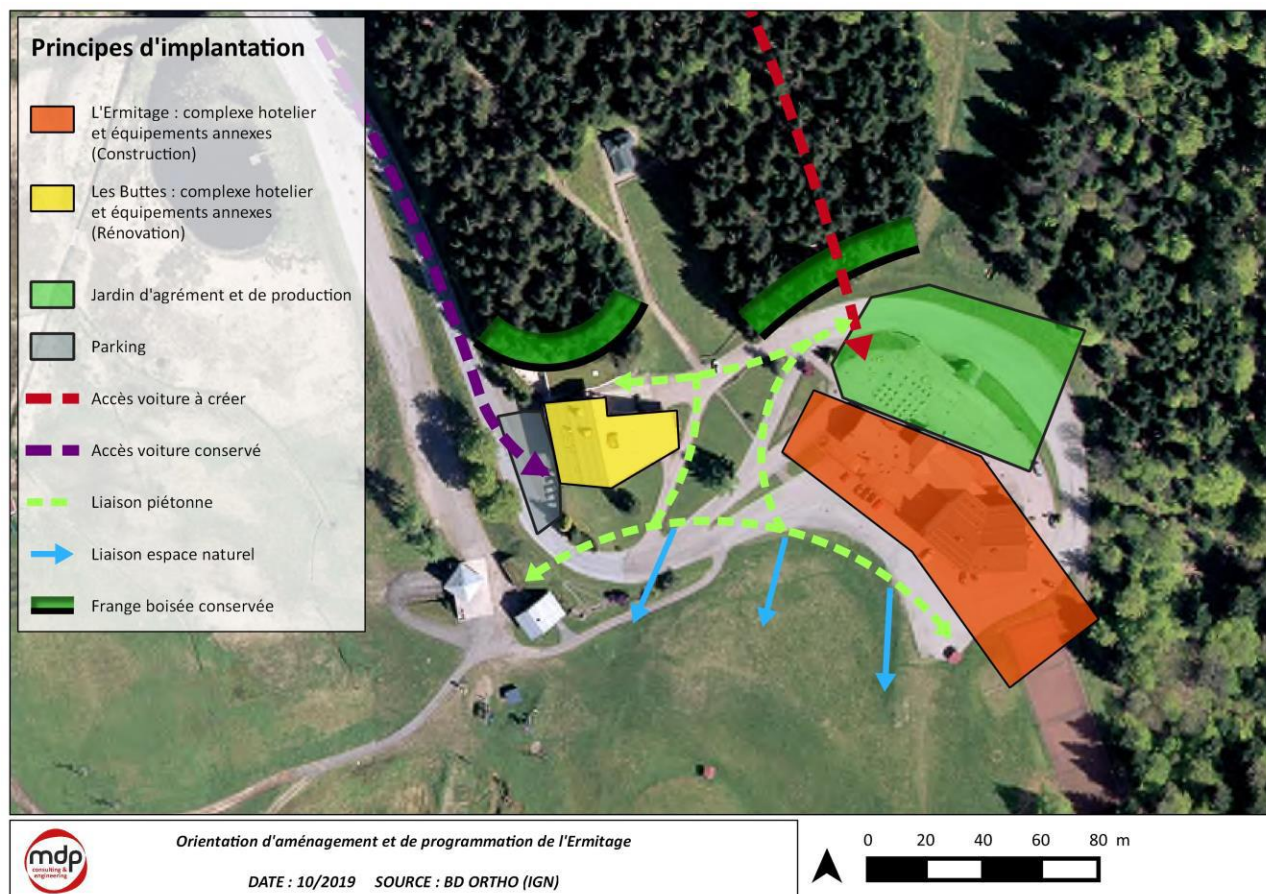 Principes d'implantation
L'Ermitage : complexe hotelier
et équipements annexes
(Construction)
Les Buttes : complexe hotelier
et équipements annexes
(Rénovation)
Jardin d'agrément et de production
Parking
Accès voiture à créer
Accès voiture conservé
Liaison piétonne
Liaison espace naturel
Frange boisée conservée
mdp
consulting &
engineering
Orientation d'aménagement et de programmation de l'Ermitage
DATE : 10/2019 SOURCE : BD ORTHO (IGN)
0 20 40 60 80 m